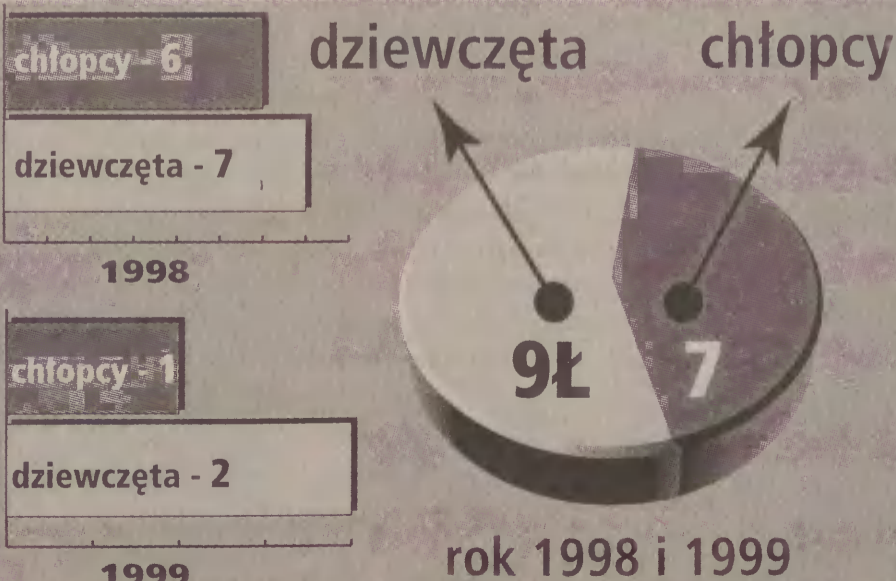 chłopcy - 6
dziewczęta - 7
1998
chłopcy - 1
dziewczęta - 2
1999
dziewczęta chłopcy
9Ł 7
rok 1998 i 1999